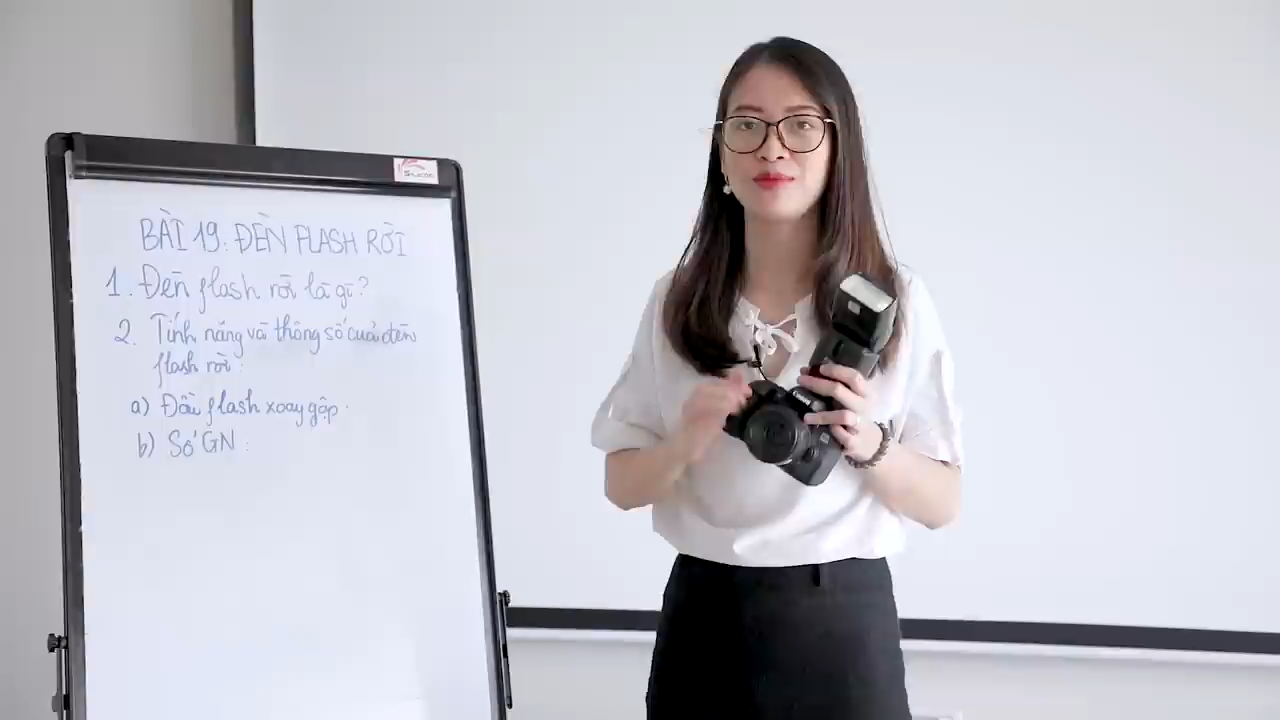 BÀI 19: ĐÈN FLASH RỜI
1. Đèn flash rời là gì?
2. Tính năng và thông số của đèn
flash rời:
a) Đầu flash xoay gập.
b) Số GN:
Canon